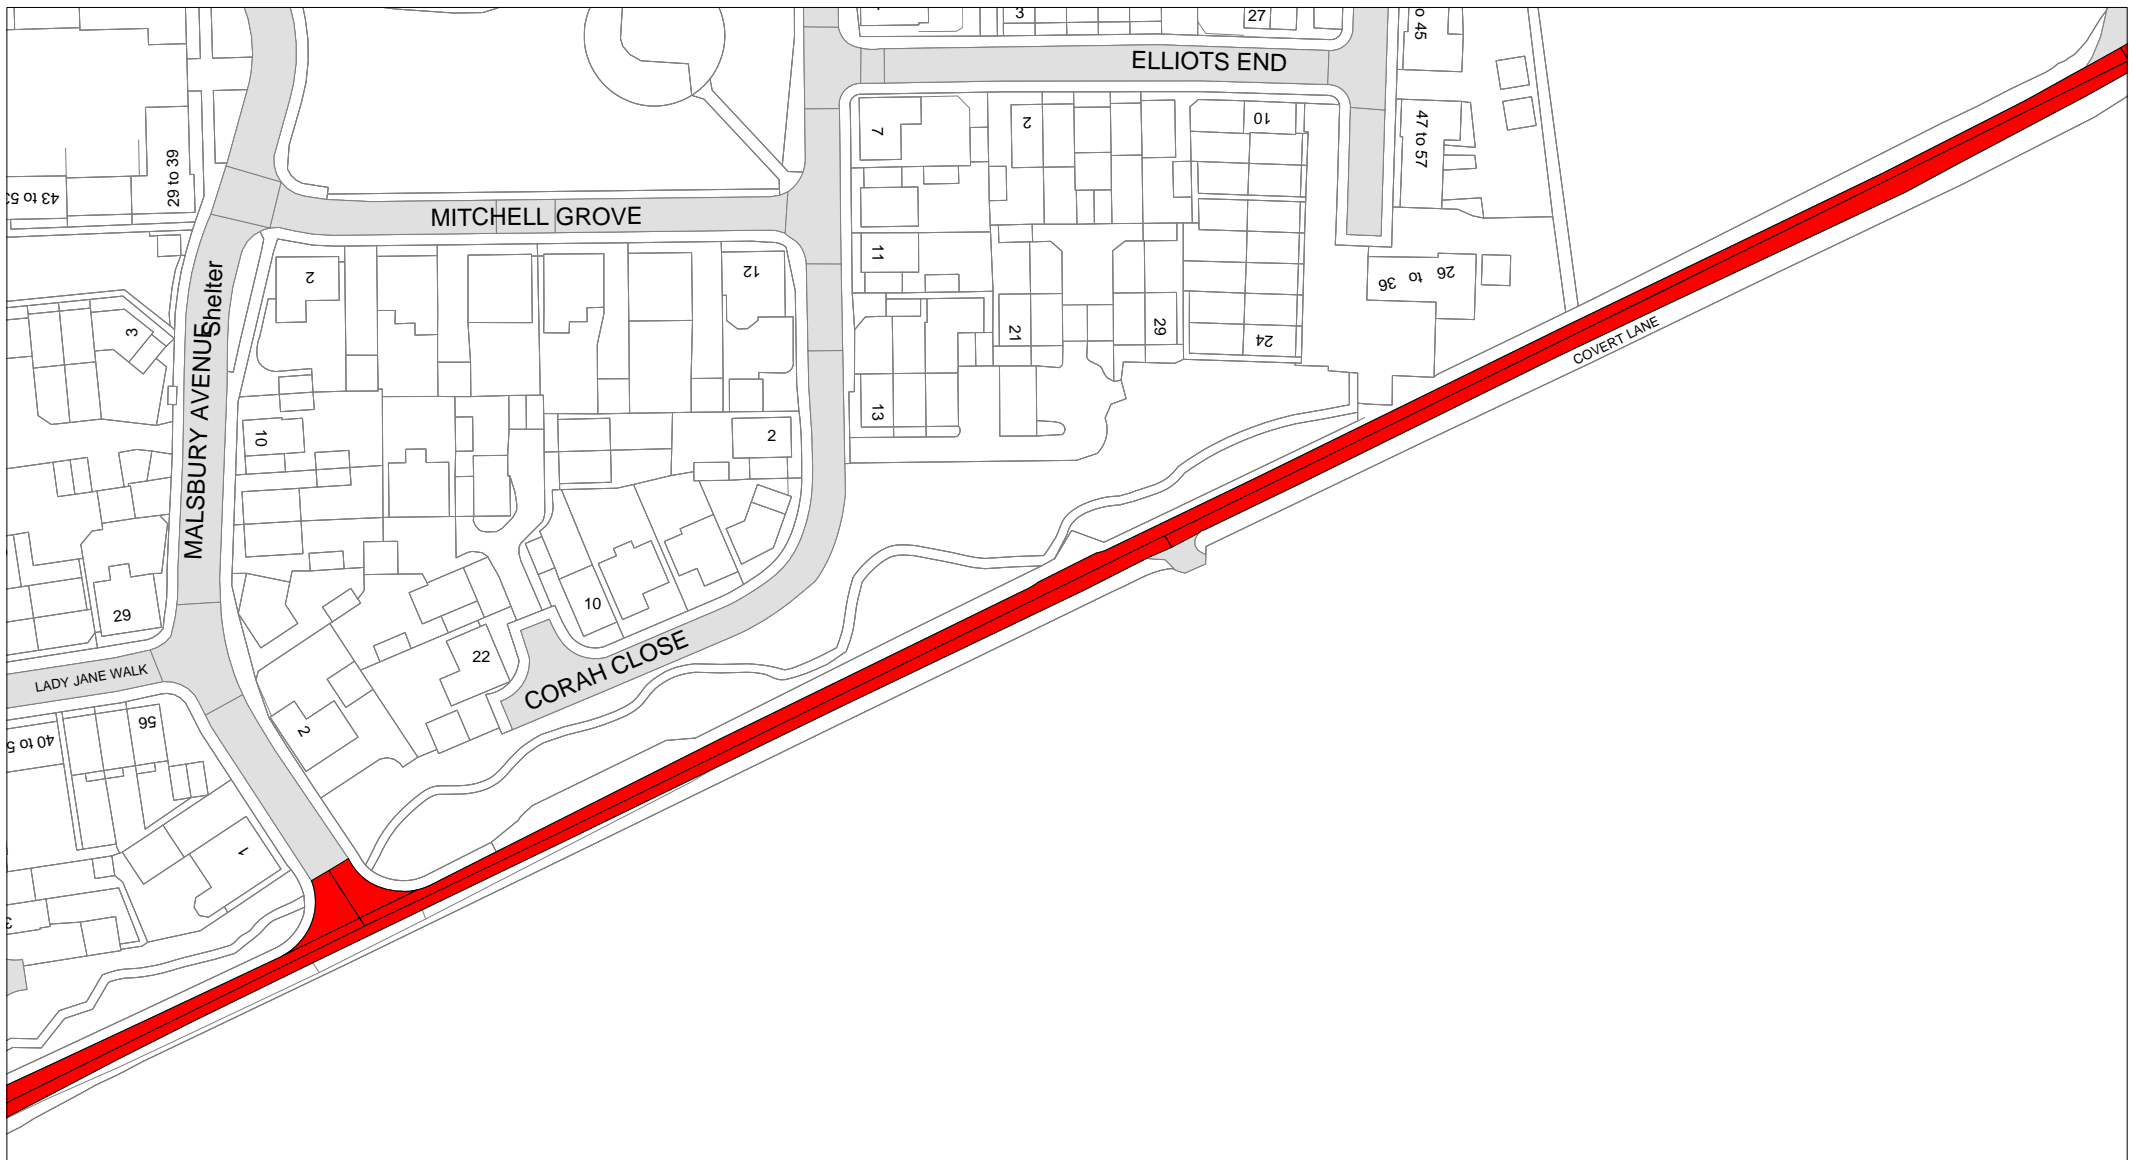 3
27
ELLIOTS END
o 45
7
2
10
47 to 57
29 to 39
43 to 53
MITCHELL GROVE
11
2
12
26 to 36
Shelter
3
21
29
24
COVERT LANE
MALSBURY AVENUE
13
10
2
29
10
22
LADY JANE WALK
CORAH CLOSE
2
56
40 to 5
1
3